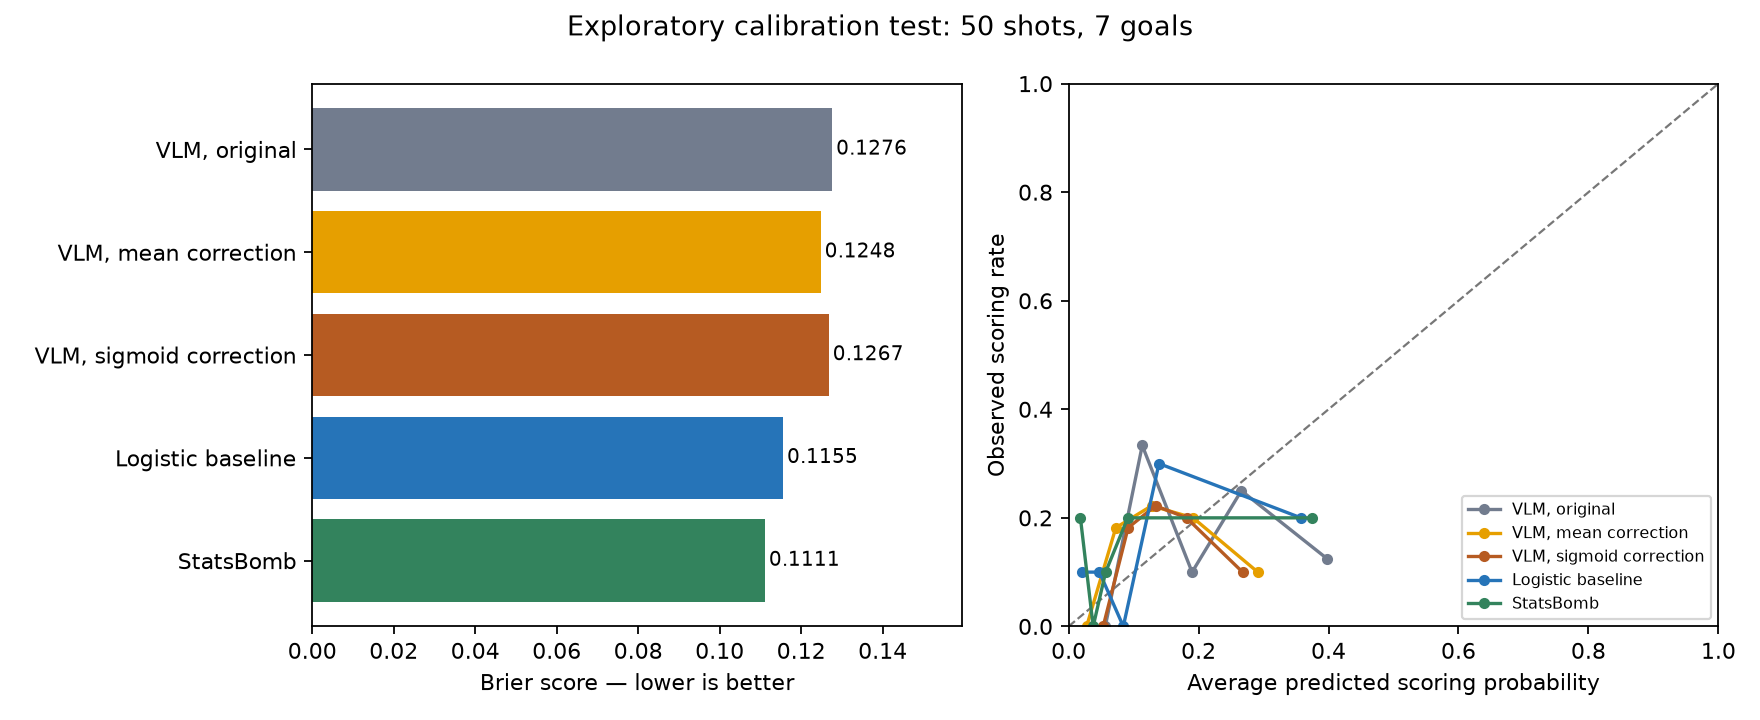 Exploratory calibration test: 50 shots, 7 goals
VLM, original
0.1276
VLM, mean correction
0.1248
VLM, sigmoid correction
0.1267
Logistic baseline
0.1155
StatsBomb
0.1111
0.00 0.02 0.04 0.06 0.08 0.10 0.12 0.14
Brier score — lower is better
Observed scoring rate
1.0
0.8
0.6
0.4
0.2
0.0
VLM, original
VLM, mean correction
VLM, sigmoid correction
Logistic baseline
StatsBomb
0.0 0.2 0.4 0.6 0.8 1.0
Average predicted scoring probability